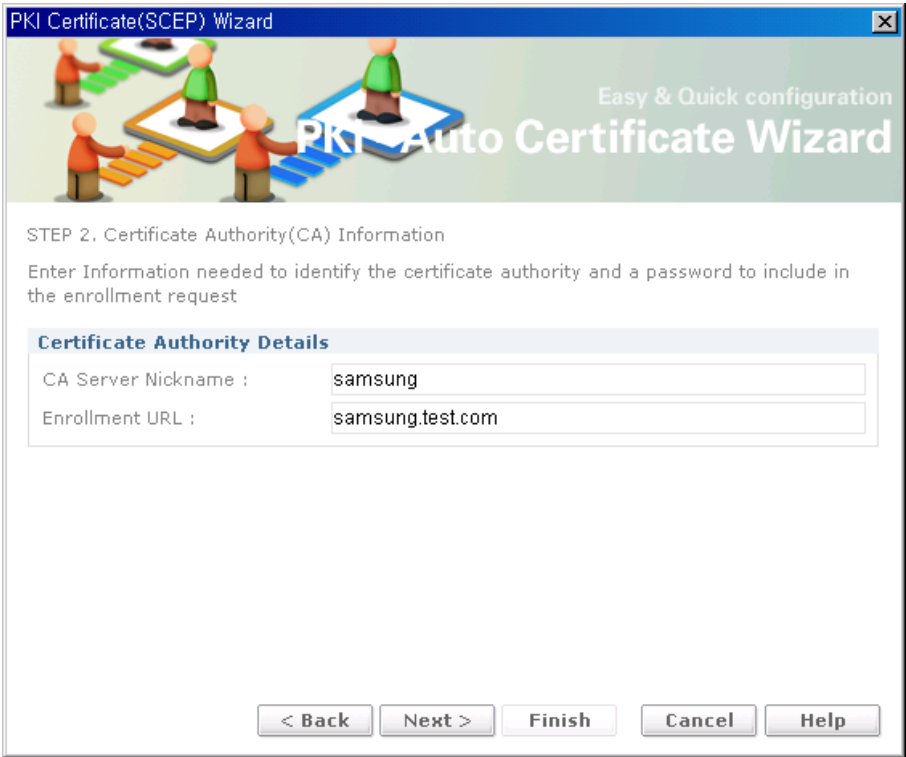 PKI Certificate(SCEP) Wizard
Easy & Quick configuration
PKI - Auto Certificate Wizard
STEP 2. Certificate Authority(CA) Information
Enter Information needed to identify the certificate authority and a password to include in
the enrollment request
Certificate Authority Details
CA Server Nickname : samsung
Enrollment URL : samsung.test.com
< Back Next > Finish Cancel Help